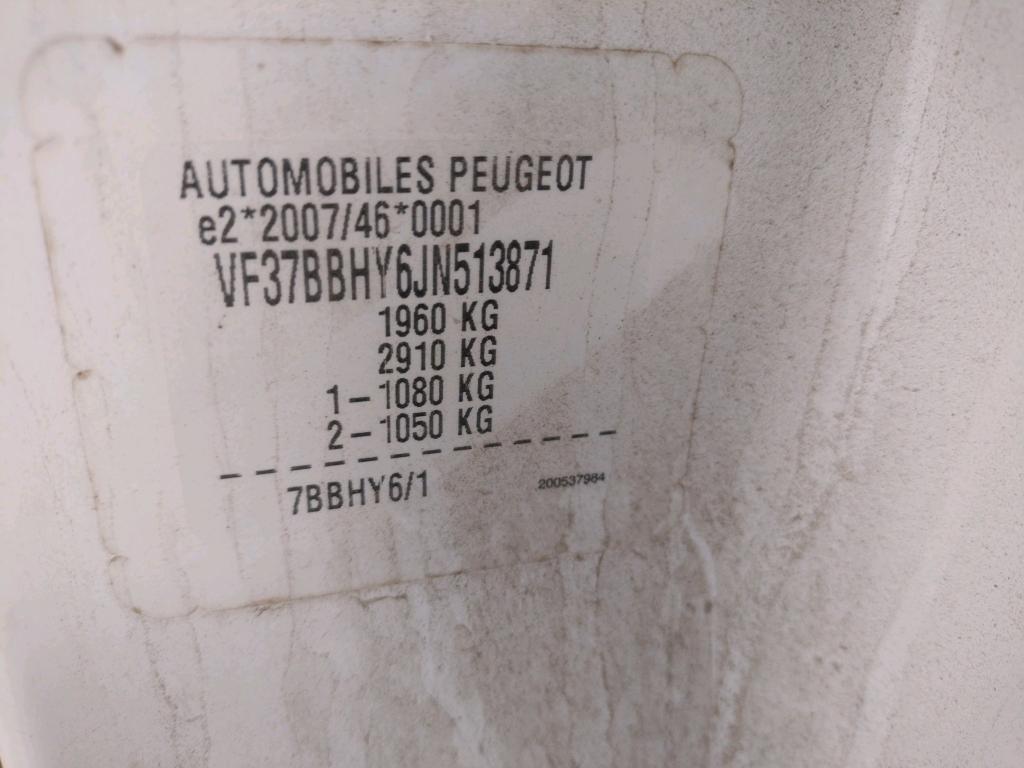 AUTOMOBILES PEUGEOT
e2*2007/46*0001
VF37BBHY6JN513871
1960 KG
2910 KG
1-1080 KG
2-1050 KG
7BBHY6/1
200537984